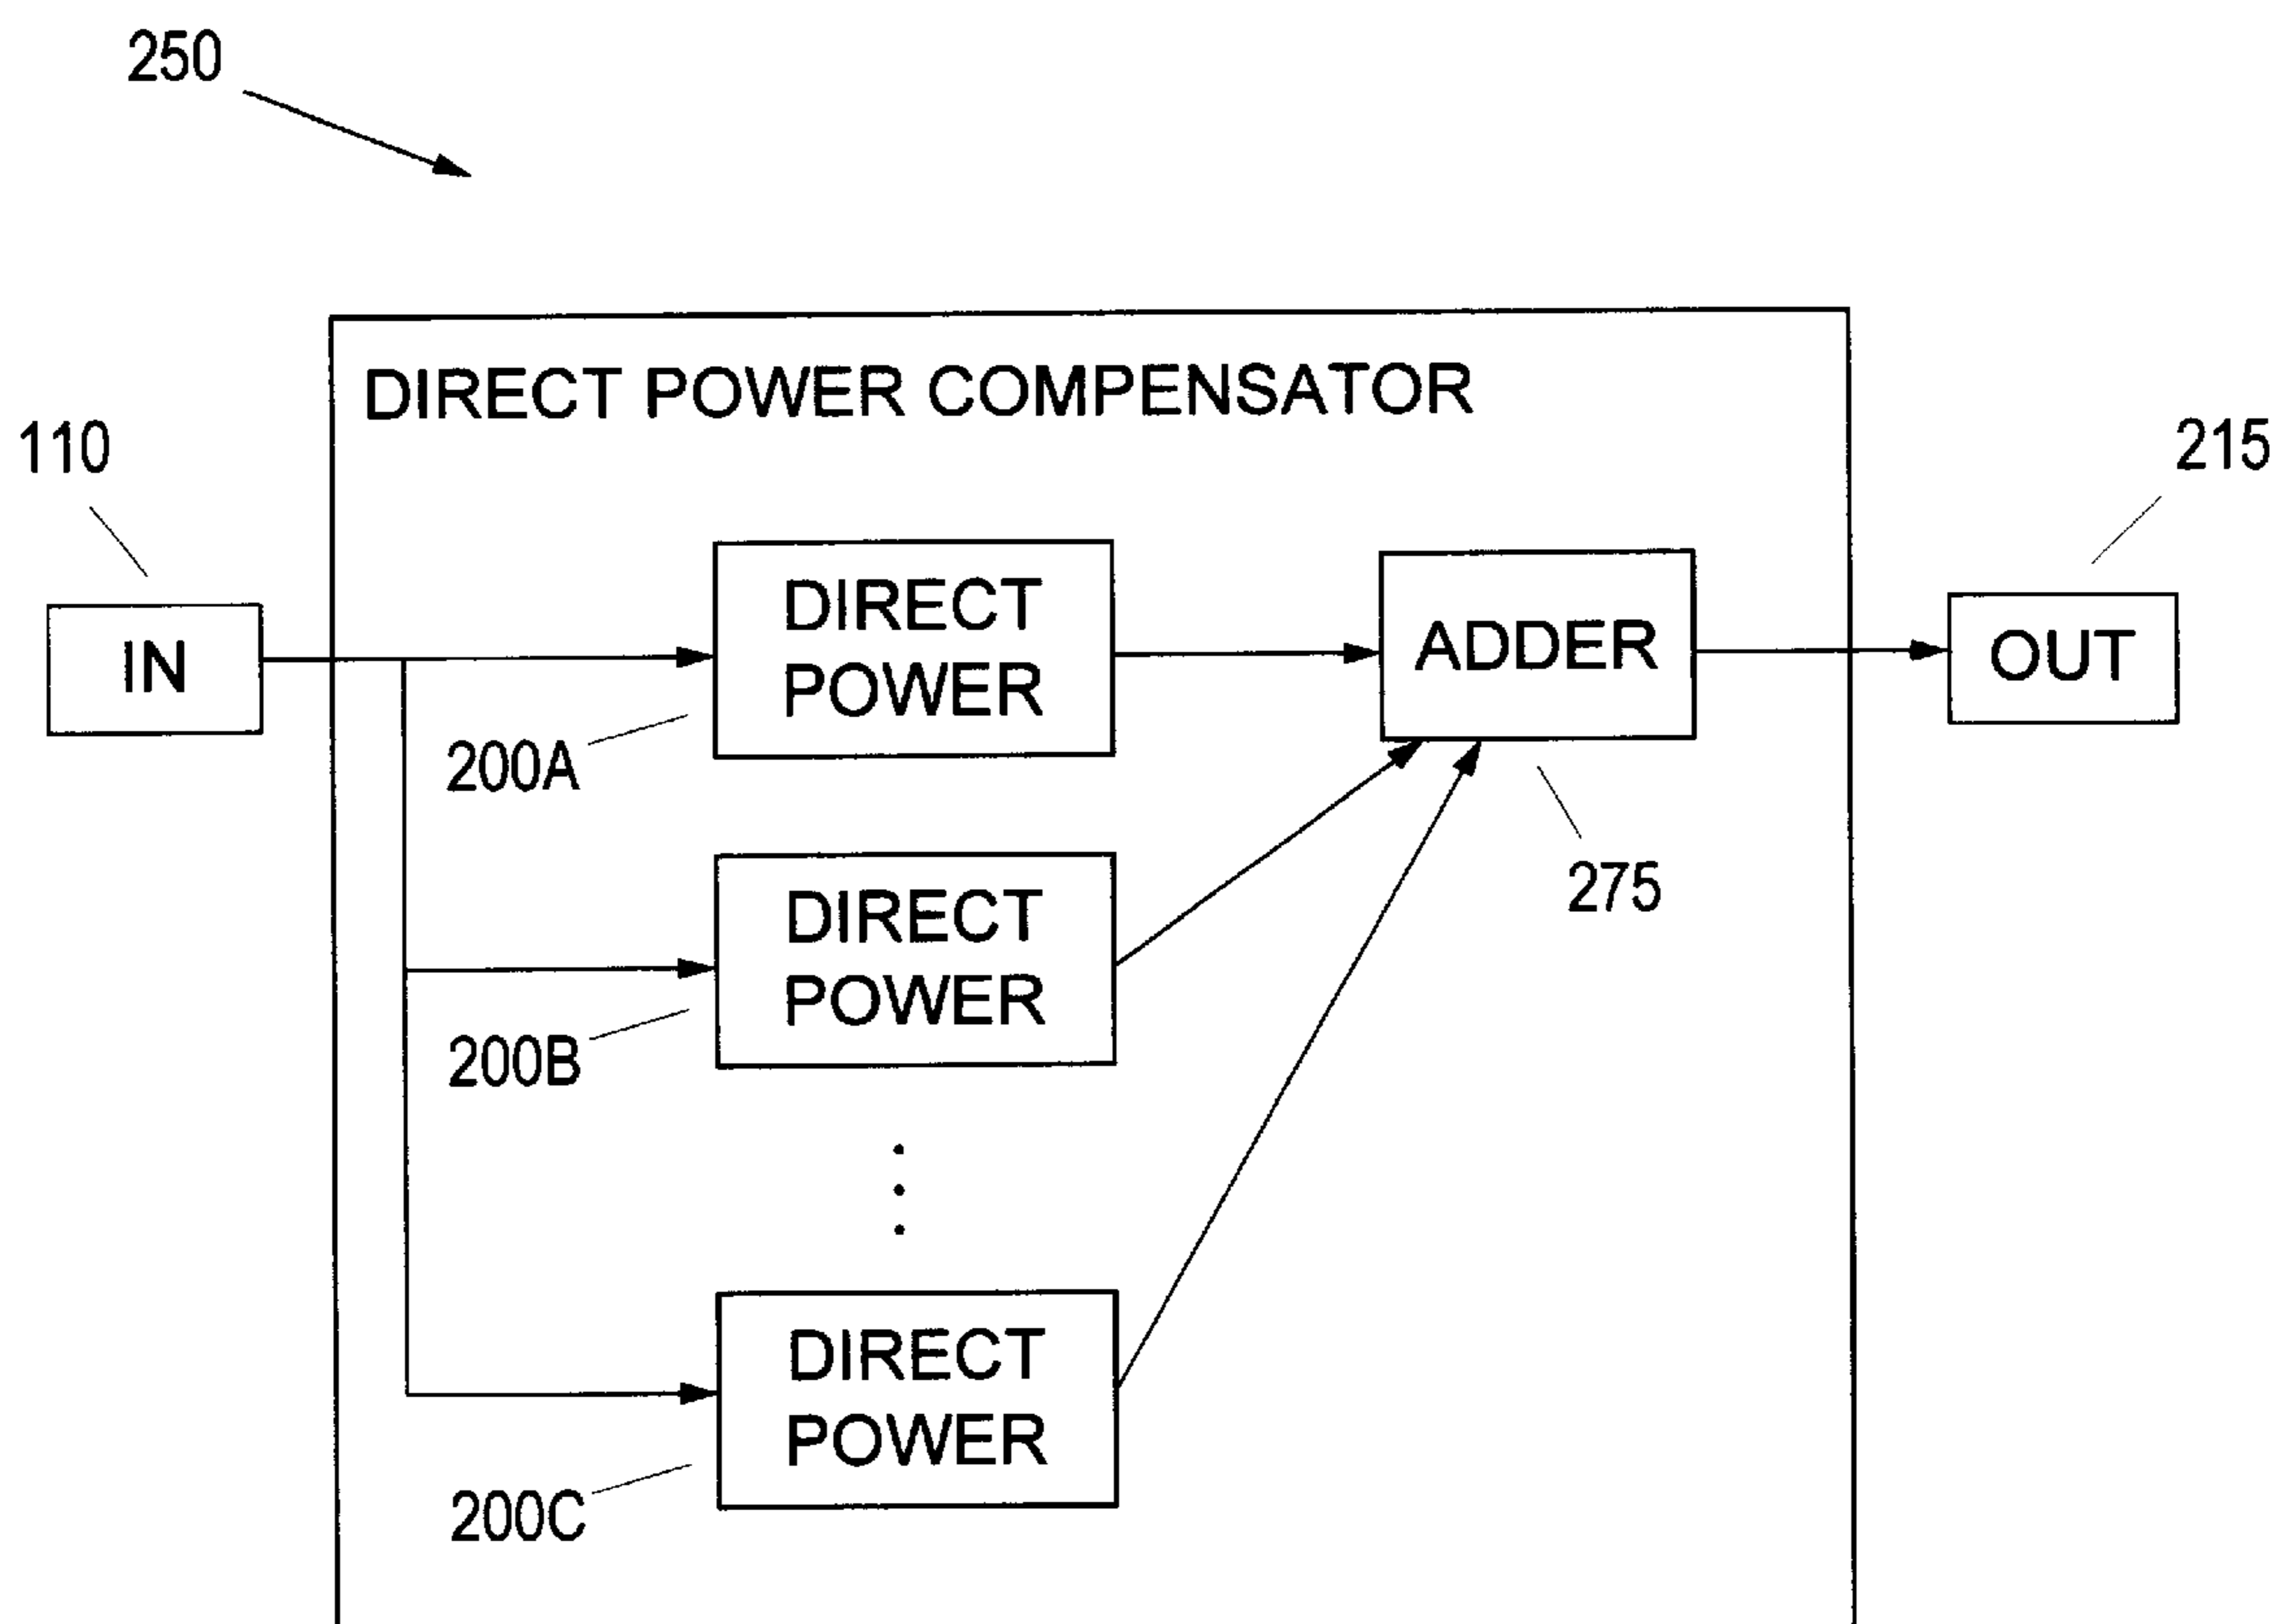 250
DIRECT POWER COMPENSATOR
110
215
IN
DIRECT
POWER
ADDER
OUT
200A
275
DIRECT
POWER
200B
DIRECT
POWER
200C